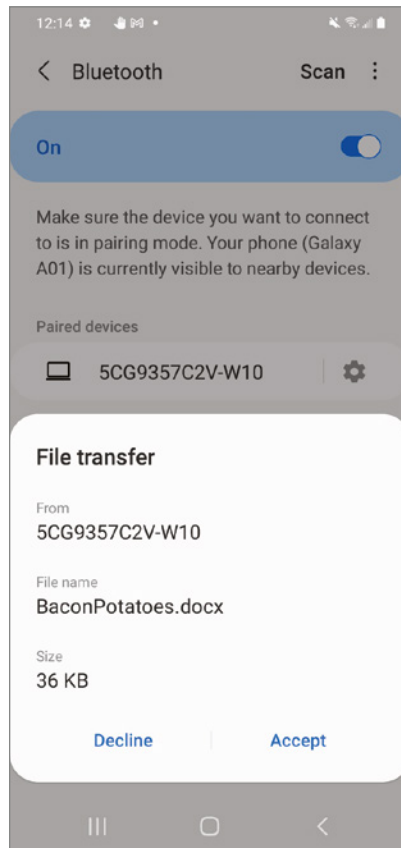 12:14
Bluetooth
Scan
On
Make sure the device you want to connect
to is in pairing mode. Your phone (Galaxy
A01) is currently visible to nearby devices.
Paired devices
5CG9357C2V-W10
File transfer
From
5CG9357C2V-W10
File name
BaconPotatoes.docx
Size
36 KB
Decline
Accept